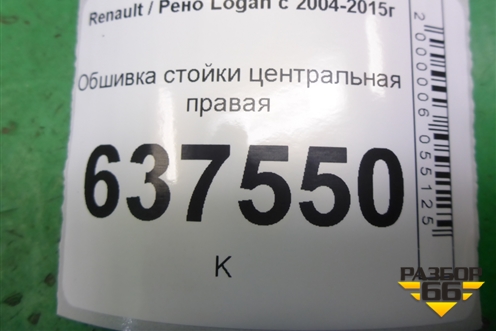 Renault / Рено Logan с 2004-2015г
Обшивка стойки центральная
правая
637550
К
2000006055125
РАЗБОР
66